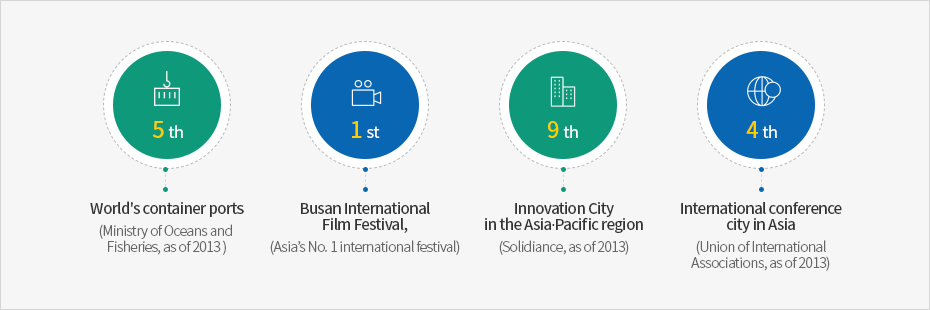 5 th
World's container ports
(Ministry of Oceans and
Fisheries, as of 2013 )
1 st
Busan International
Film Festival,
(Asia's No. 1 international festival)
9 th
Innovation City
in the Asia·Pacific region
(Solidiance, as of 2013)
4 th
International conference
city in Asia
(Union of International
Associations, as of 2013)